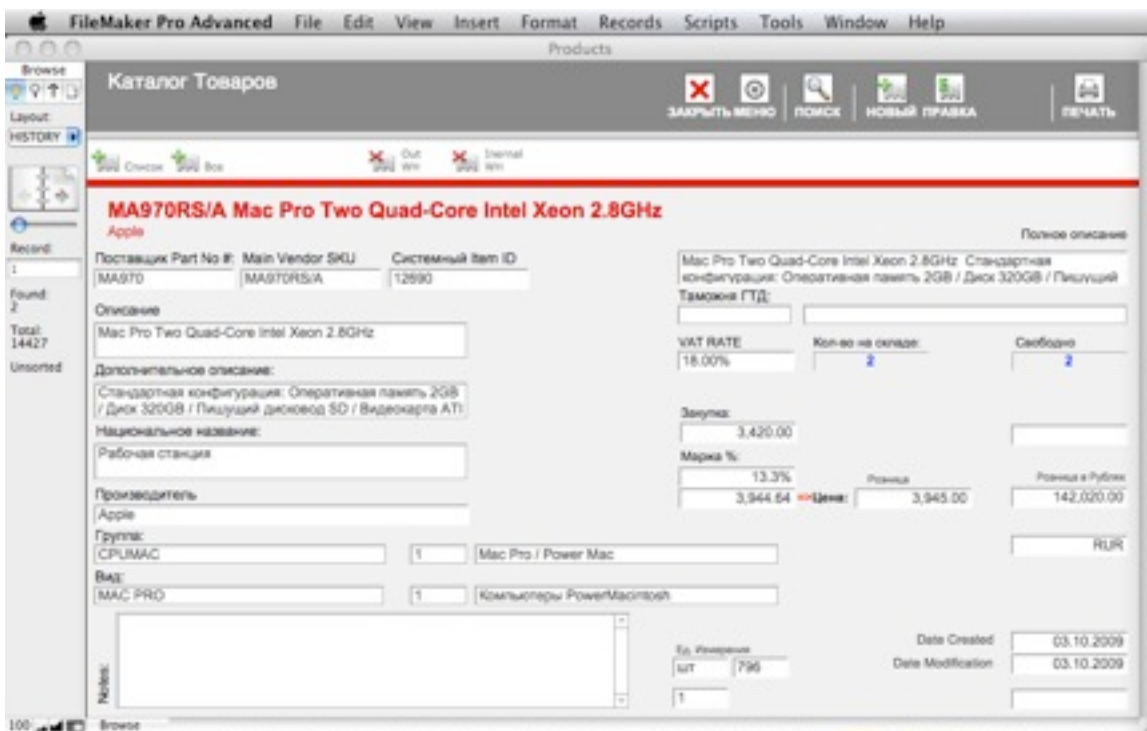 FileMaker Pro Advanced File Edit View Insert Format Records Scripts Tools Window Help
Products
Browse
Каталог Товаров
ЗАКРЫТЬ МЕНЮ ПОИСК НОВЫЙ ПРАВКА ПЕЧАТЬ
Layout:
HISTORY
Список Все Out WH Inernal WH
MA970RS/A Mac Pro Two Quad-Core Intel Xeon 2.8GHz
Apple
Полное описание
Record:
1
Found:
2
Total:
14427
Unsorted
Поставщик Part No #: Main Vendor SKU Системный Item ID
MA970 MA970RS/A 12690
Mac Pro Two Quad-Core Intel Xeon 2.8GHz Стандартная
конфигурация: Оперативная память 2GB / Диск 320GB / Пишущий
Таможня ГТД:
Описание
Mac Pro Two Quad-Core Intel Xeon 2.8GHz
VAT RATE Кол-во на складе: Свободно
18.00% 2 2
Дополнительное описание:
Стандартная конфигурация: Оперативная память 2GB
/ Диск 320GB / Пишущий дисковод SD / Видеокарта ATI
Закупка:
3,420.00
Национальное название:
Рабочая станция
Маржа %:
13.3%
Розница Розница в Рублях
3,944.64 =>Цена: 3,945.00 142,020.00
Производитель
Apple
Группа:
CPUMAC 1 Mac Pro / Power Mac
RUR
Вид:
MAC PRO 1 Компьютеры PowerMacintosh
Notes:
Ед. Измерения
шт 796
1
Date Created 03.10.2009
Date Modification 03.10.2009
100 Browse